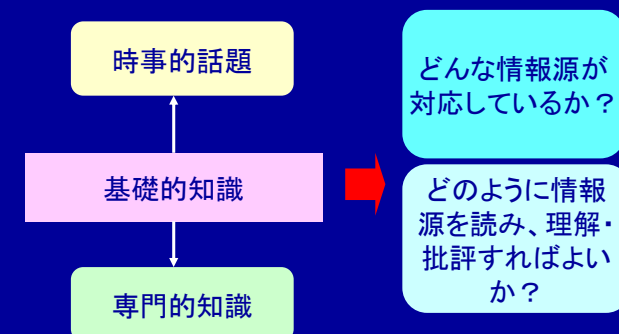 時事的話題
基礎的知識
専門的知識
どんな情報源が
対応しているか？
どのように情報
源を読み、理解・
批評すればよい
か？